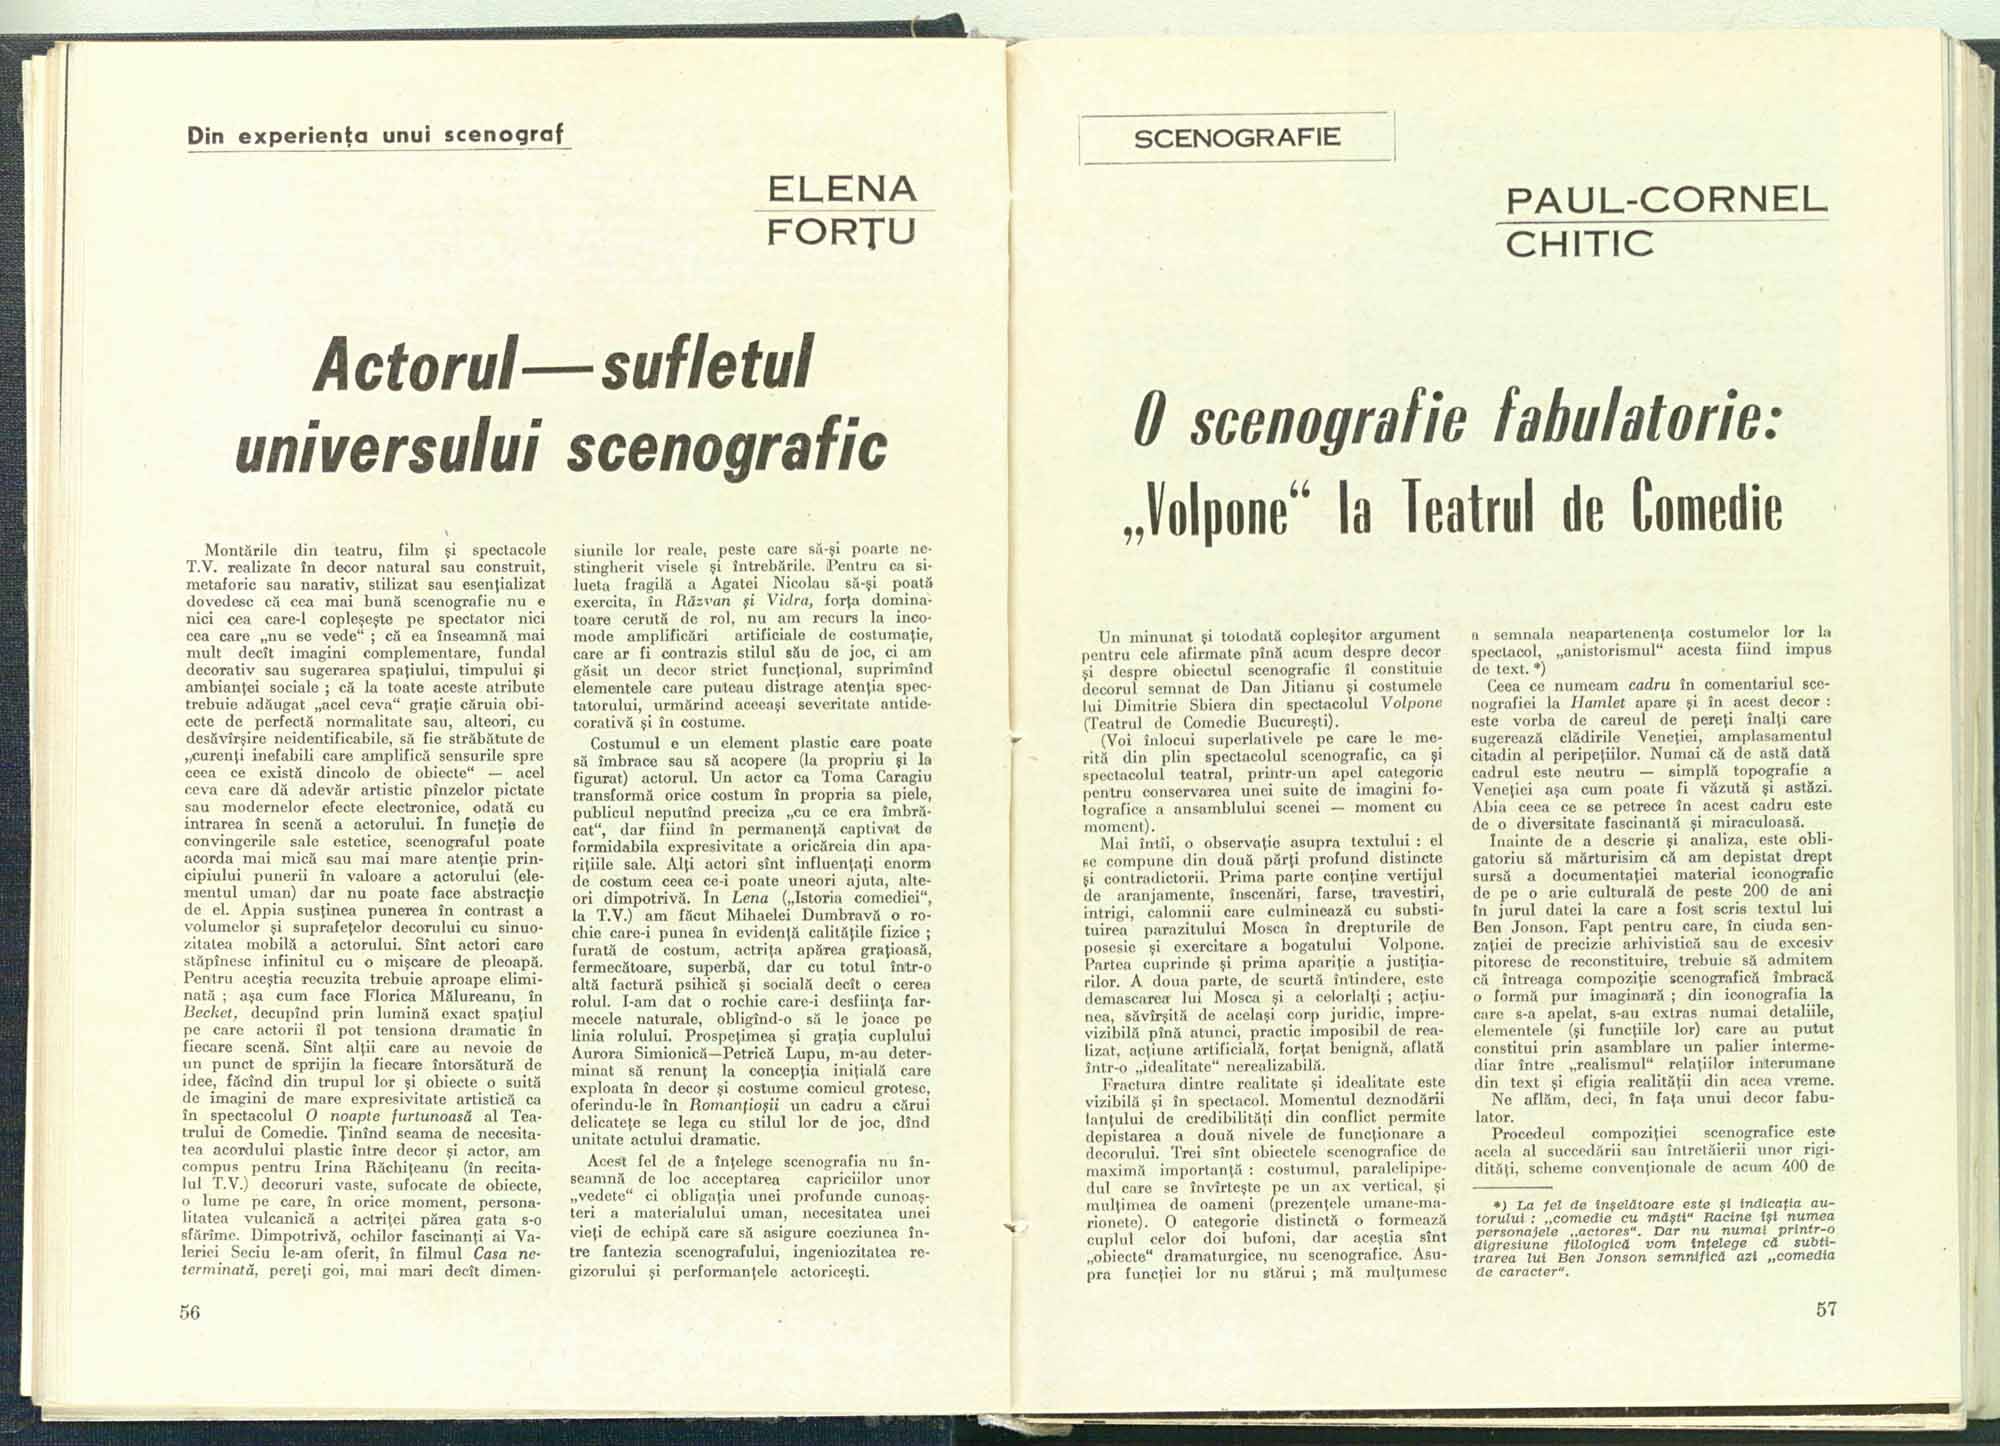 Din experiența unui scenograf
ELENA
FORȚU
Actorul—sufletul
universului scenografic
Montările din teatru, film și spectacole
T.V. realizate în decor natural sau construit,
metaforic sau narativ, stilizat sau esențializat
dovedesc că cea mai bună scenografie nu e
nici cea care-l copleșește pe spectator nici
cea care „nu se vede“ ; că ea înseamnă mai
mult decît imagini complementare, fundal
decorativ sau sugerarea spațiului, timpului și
ambianței sociale ; că la toate aceste atribute
trebuie adăugat „acel ceva“ grație căruia obi-
ecte de perfectă normalitate sau, alteori, cu
desăvîrșire neidentificabile, să fie străbătute de
„curenți inefabili care amplifică sensurile spre
ceea ce există dincolo de obiecte“ — acel
ceva care dă adevăr artistic pînzelor pictate
sau modernelor efecte electronice, odată cu
intrarea în scenă a actorului. În funcție de
convingerile sale estetice, scenograful poate
acorda mai mică sau mai mare atenție prin-
cipiului punerii în valoare a actorului (ele-
mentul uman) dar nu poate face abstracție
de el. Appia susținea punerea în contrast a
volumelor și suprafețelor decorului cu sinuo-
zitatea mobilă a actorului. Sînt actori care
stăpînesc infinitul cu o mișcare de pleoapă.
Pentru aceștia recuzita trebuie aproape elimi-
nată ; așa cum face Florica Mălureanu, în
Becket, decupînd prin lumină exact spațiul
pe care actorii îl pot tensiona dramatic în
fiecare scenă. Sînt alții care au nevoie de
un punct de sprijin la fiecare întorsătură de
idee, făcînd din trupul lor și obiecte o suită
de imagini de mare expresivitate artistică ca
în spectacolul O noapte furtunoasă al Tea-
trului de Comedie. Ținînd seama de necesita-
tea acordului plastic între decor și actor, am
compus pentru Irina Răchițeanu (în recita-
lul T.V.) decoruri vaste, sufocate de obiecte,
o lume pe care, în orice moment, persona-
litatea vulcanică a actriței părea gata s-o
sfărîme. Dimpotrivă, ochilor fascinanți ai Va-
leriei Seciu le-am oferit, în filmul Casa ne-
terminată, pereți goi, mai mari decît dimen-
siunile lor reale, peste care să-și poarte ne-
stingherit visele și întrebările. Pentru ca si-
lueta fragilă a Agatei Nicolau să-și poată
exercita, în Răzvan și Vidra, forța domina-
toare cerută de rol, nu am recurs la inco-
mode amplificări artificiale de costumație,
care ar fi contrazis stilul său de joc, ci am
găsit un decor strict funcțional, suprimînd
elementele care puteau distrage atenția spec-
tatorului, urmărind aceeași severitate antide-
corativă și în costume.
Costumul e un element plastic care poate
să îmbrace sau să acopere (la propriu și la
figurat) actorul. Un actor ca Toma Caragiu
transformă orice costum în propria sa piele,
publicul neputînd preciza „cu ce era îmbră-
cat“, dar fiind în permanență captivat de
formidabila expresivitate a oricăreia din apa-
rițiile sale. Alți actori sînt influențați enorm
de costum ceea ce-i poate uneori ajuta, alte-
ori dimpotrivă. In Lena („Istoria comediei“,
la T.V.) am făcut Mihaelei Dumbravă o ro-
chie care-i punea în evidență calitățile fizice ;
furată de costum, actrița apărea grațioasă,
fermecătoare, superbă, dar cu totul într-o
altă factură psihică și socială decît o cerea
rolul. I-am dat o rochie care-i desființa far-
mecele naturale, obligînd-o să le joace pe
linia rolului. Prospețimea și grația cuplului
Aurora Simionică—Petrică Lupu, m-au deter-
minat să renunț la concepția inițială care
exploata în decor și costume comicul grotesc,
oferindu-le în Romanțioșii un cadru a cărui
delicatețe se lega cu stilul lor de joc, dînd
unitate actului dramatic.
Acest fel de a înțelege scenografia nu în-
seamnă de loc acceptarea capriciilor unor
„vedete“ ci obligația unei profunde cunoaș-
teri a materialului uman, necesitatea unei
vieți de echipă care să asigure coeziunea în-
tre fantezia scenografului, ingeniozitatea re-
gizorului și performanțele actoricești.
56
SCENOGRAFIE
PAUL-CORNEL
CHITIC
O scenografie fabulatorie:
„Volpone“ la Teatrul de Comedie
Un minunat și totodată copleșitor argument
pentru cele afirmate pînă acum despre decor
și despre obiectul scenografic îl constituie
decorul semnat de Dan Jitianu și costumele
lui Dimitrie Sbiera din spectacolul Volpone
(Teatrul de Comedie București).
(Voi înlocui superlativele pe care le me-
rită din plin spectacolul scenografic, ca și
spectacolul teatral, printr-un apel categoric
pentru conservarea unei suite de imagini fo-
tografice a ansamblului scenei — moment cu
moment).
Mai întîi, o observație asupra textului : el
se compune din două părți profund distincte
și contradictorii. Prima parte conține vertijul
de aranjamente, înscenări, farse, travestiri,
intrigi, calomnii care culminează cu substi-
tuirea parazitului Mosca în drepturile de
posesie și exercitare a bogatului Volpone.
Partea cuprinde și prima apariție a justiția-
rilor. A doua parte, de scurtă întindere, este
demascarea lui Mosca și a celorlalți ; acțiu-
nea, săvîrșită de același corp juridic, impre-
vizibilă pînă atunci, practic imposibil de rea-
lizat, acțiune artificială, forțat benignă, aflată
într-o „idealitate“ nerealizabilă.
Fractura dintre realitate și idealitate este
vizibilă și în spectacol. Momentul deznodării
lanțului de credibilități din conflict permite
depistarea a două nivele de funcționare a
decorului. Trei sînt obiectele scenografice de
maximă importanță : costumul, paralelipipe-
dul care se învîrtește pe un ax vertical, și
mulțimea de oameni (prezențele umane-ma-
rionete). O categorie distinctă o formează
cuplul celor doi bufoni, dar aceștia sînt
„obiecte“ dramaturgice, nu scenografice. Asu-
pra funcției lor nu stărui ; mă mulțumesc
a semnala neapartenența costumelor lor la
spectacol, „anistorismul“ acesta fiind impus
de text. *)
Ceea ce numeam cadru în comentariul sce-
nografiei la Hamlet apare și în acest decor :
este vorba de careul de pereți înalți care
sugerează clădirile Veneției, amplasamentul
citadin al peripețiilor. Numai că de astă dată
cadrul este neutru — simplă topografie a
Veneției așa cum poate fi văzută și astăzi.
Abia ceea ce se petrece în acest cadru este
de o diversitate fascinantă și miraculoasă.
Inainte de a descrie și analiza, este obli-
gatoriu să mărturisim că am depistat drept
sursă a documentației material iconografic
de pe o arie culturală de peste 200 de ani
în jurul datei la care a fost scris textul lui
Ben Jonson. Fapt pentru care, în ciuda sen-
zației de precizie arhivistică sau de excesiv
pitoresc de reconstituire, trebuie să admitem
că întreaga compoziție scenografică îmbracă
o formă pur imaginară ; din iconografia la
care s-a apelat, s-au extras numai detaliile,
elementele (și funcțiile lor) care au putut
constitui prin asamblare un palier interme-
diar între „realismul“ relațiilor interumane
din text și efigia realității din acea vreme.
Ne aflăm, deci, în fața unui decor fabu-
lator.
Procedeul compoziției scenografice este
acela al succedării sau întretăierii unor rigi-
dități, scheme convenționale de acum 400 de
*) La fel de înșelătoare este și indicația au-
torului : „comedie cu măști“ Racine își numea
personajele „actores“. Dar nu numai printr-o
digresiune filologică vom înțelege că subti-
trarea lui Ben Jonson semnifică azi „comedia
de caracter“.
57